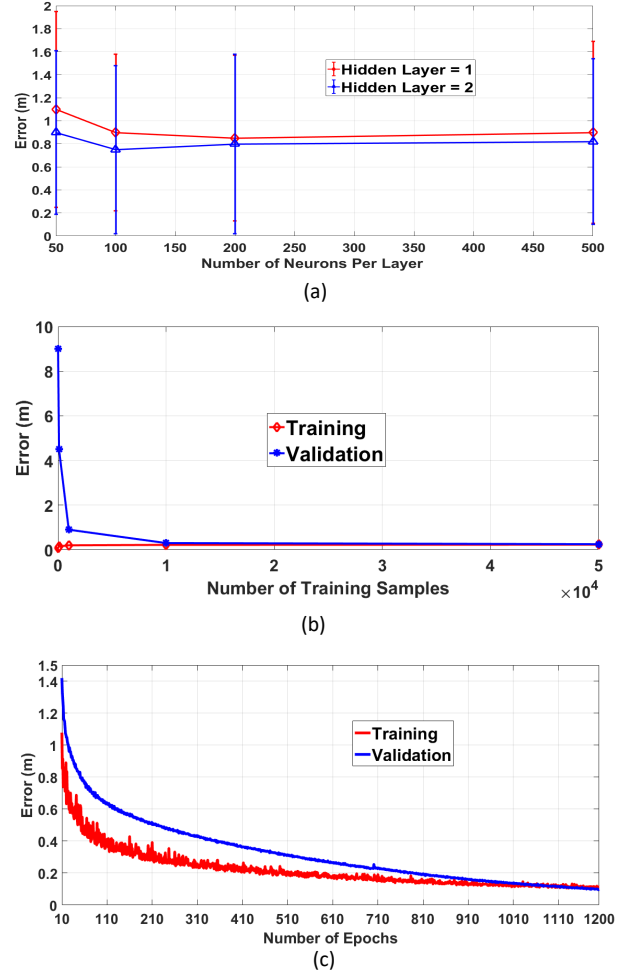 2
1.8
1.6
1.4
1.2
1
0.8
0.6
0.4
0.2
0
Error (m)
Hidden Layer = 1
Hidden Layer = 2
50 100 150 200 250 300 350 400 450 500
Number of Neurons Per Layer
(a)
10
8
6
4
2
0
Error (m)
Training
Validation
0 1 2 3 4 5
×10⁴
Number of Training Samples
(b)
1.5
1.4
1.2
1
0.8
0.6
0.4
0.2
0
Error (m)
Training
Validation
10 110 210 310 410 510 610 710 810 910 1010 1110 1200
Number of Epochs
(c)